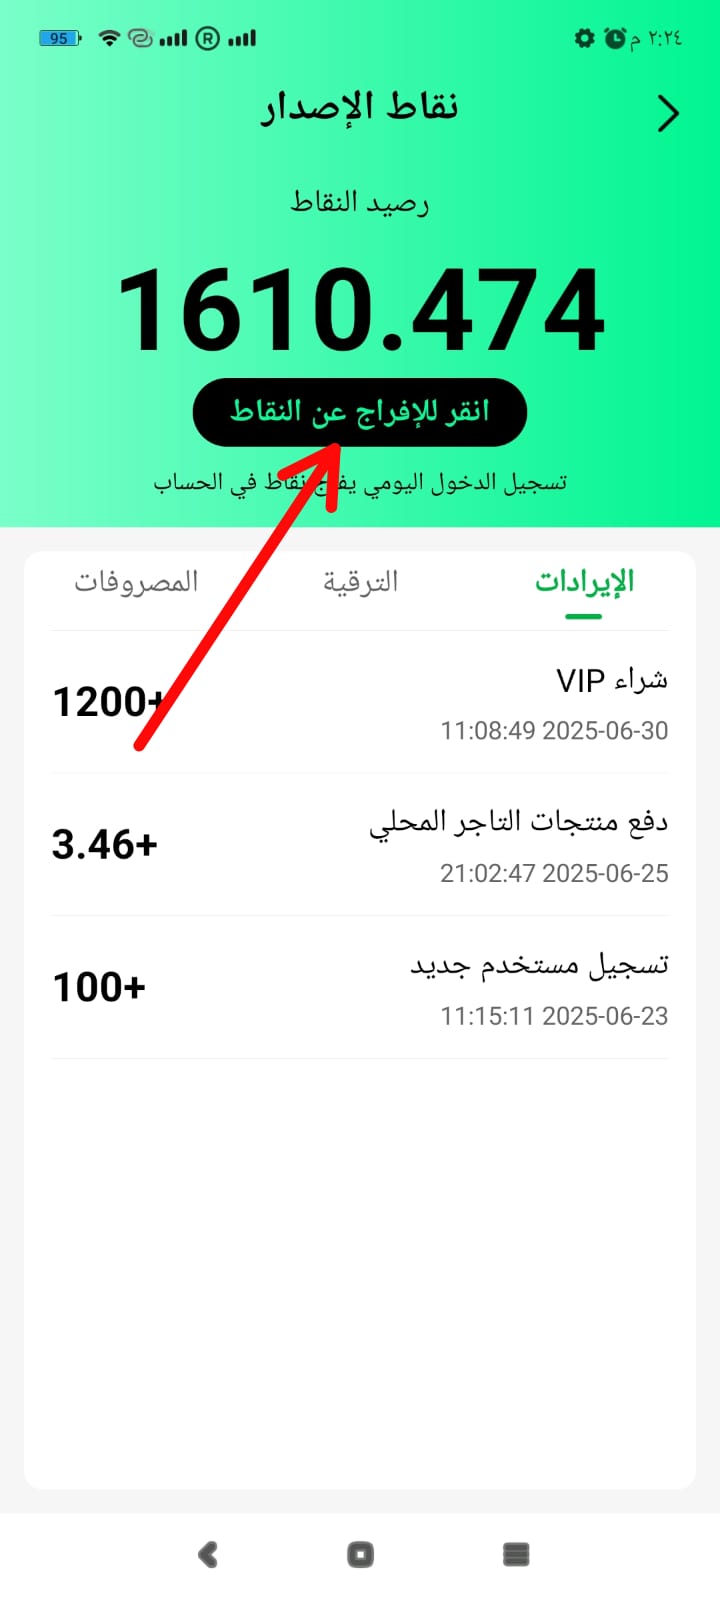 95
R
٢:٢٤ م
نقاط الإصدار
رصيد النقاط
1610.474
انقر للإفراج عن النقاط
تسجيل الدخول اليومي يفرج نقاط في الحساب
الإيرادات
الترقية
المصروفات
شراء VIP
1200+
2025-06-30 11:08:49
دفع منتجات التاجر المحلي
3.46+
2025-06-25 21:02:47
تسجيل مستخدم جديد
100+
2025-06-23 11:15:11